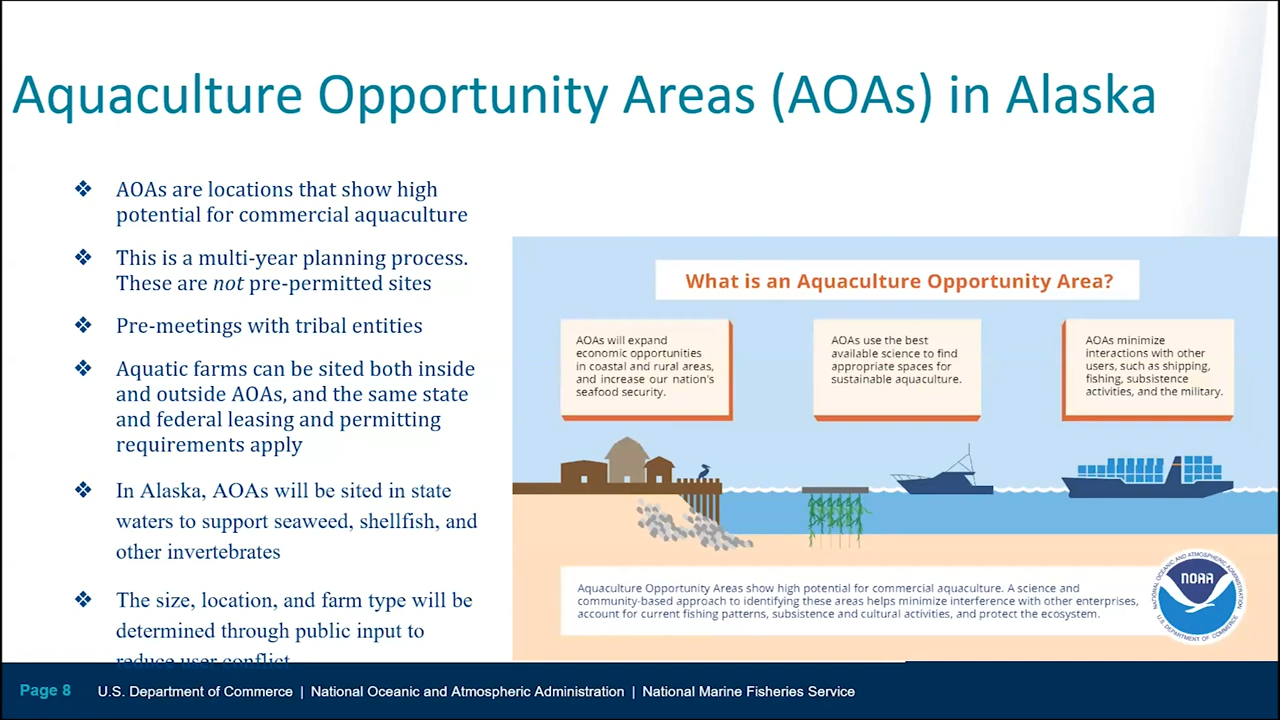 Aquaculture Opportunity Areas (AOAs) in Alaska
❖ AOAs are locations that show high
potential for commercial aquaculture
❖ This is a multi-year planning process.
These are not pre-permitted sites
❖ Pre-meetings with tribal entities
❖ Aquatic farms can be sited both inside
and outside AOAs, and the same state
and federal leasing and permitting
requirements apply
❖ In Alaska, AOAs will be sited in state
waters to support seaweed, shellfish, and
other invertebrates
❖ The size, location, and farm type will be
determined through public input to
reduce user conflict
What is an Aquaculture Opportunity Area?
AOAs will expand
economic opportunities
in coastal and rural areas,
and increase our nation's
seafood security.
AOAs use the best
available science to find
appropriate spaces for
sustainable aquaculture.
AOAs minimize
interactions with other
users, such as shipping,
fishing, subsistence
activities, and the military.
Aquaculture Opportunity Areas show high potential for commercial aquaculture. A science and
community-based approach to identifying these areas helps minimize interference with other enterprises,
account for current fishing patterns, subsistence and cultural activities, and protect the ecosystem.
NATIONAL OCEANIC AND ATMOSPHERIC ADMINISTRATION
NOAA
U.S. DEPARTMENT OF COMMERCE
Page 8 U.S. Department of Commerce | National Oceanic and Atmospheric Administration | National Marine Fisheries Service